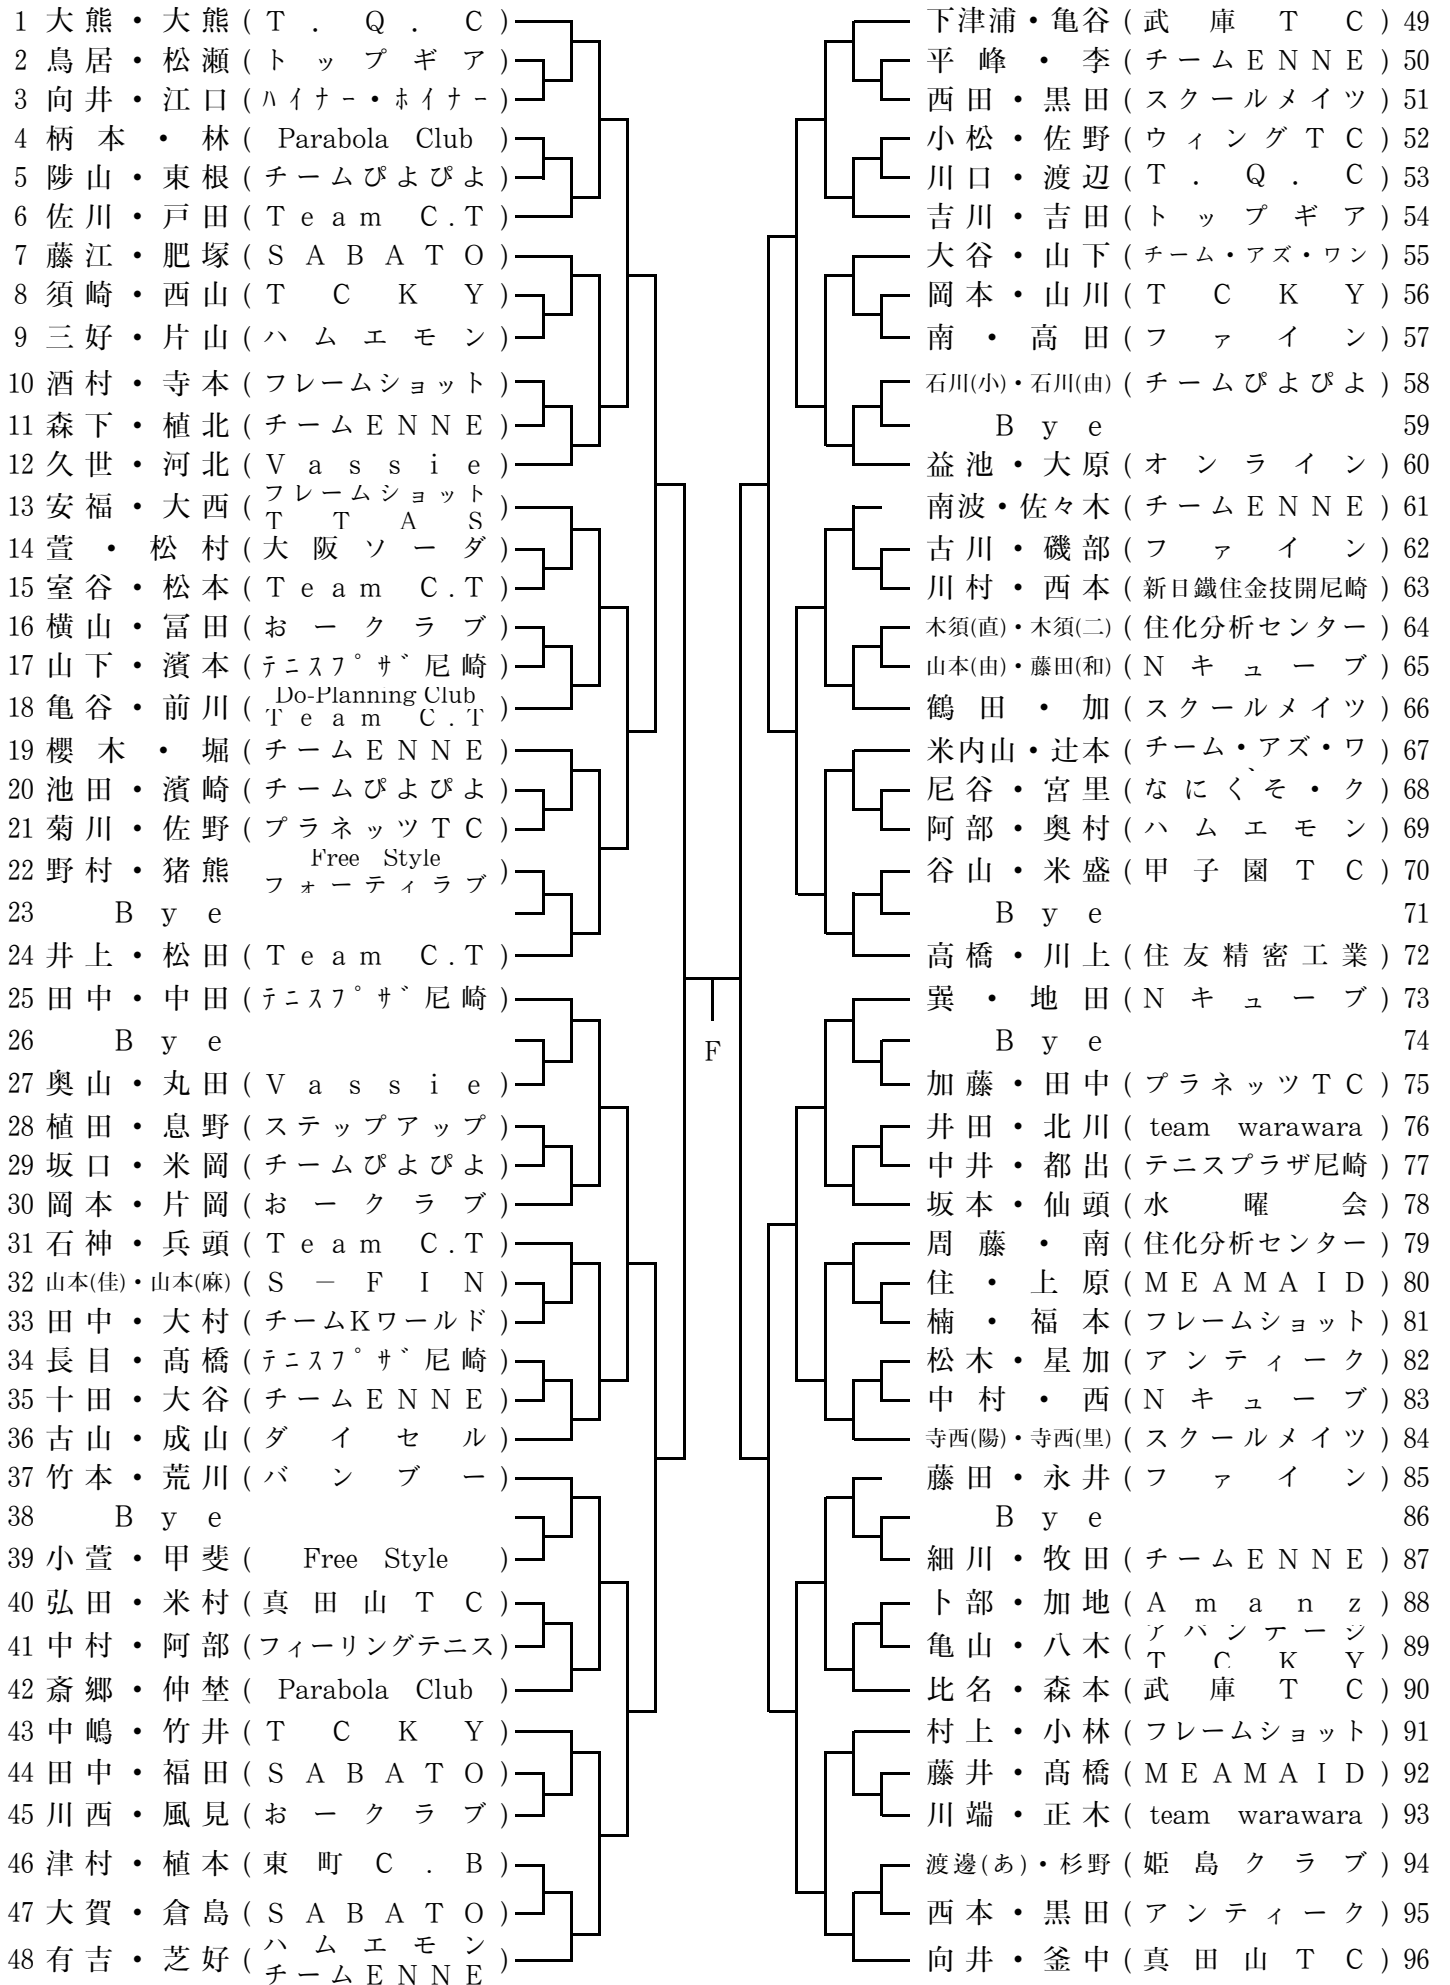 1 大熊・大熊(T.Q.C)
2 鳥居・松瀬(トップギア)
3 向井・江口(ﾊｲﾅｰ・ﾎｲﾅｰ)
4 柄本・林(Parabola Club)
5 陟山・東根(チームぴよぴよ)
6 佐川・戸田(Team C.T)
7 藤江・肥塚(SABATO)
8 須崎・西山(TCKY)
9 三好・片山(ハムエモン)
10 酒村・寺本(フレームショット)
11 森下・植北(チームENNE)
12 久世・河北(Vassie)
13 安福・大西(フレームショット
TTAS)
14 萱・松村(大阪ソーダ)
15 室谷・松本(Team C.T)
16 横山・冨田(おークラブ)
17 山下・濱本(ﾃﾆｽﾌﾟｻﾞ尼崎)
18 亀谷・前川(Do-Planning Club
Team C.T)
19 櫻木・堀(チームENNE)
20 池田・濱崎(チームぴよぴよ)
21 菊川・佐野(プラネッツTC)
22 野村・猪熊 Free Style
フォーティラブ)
23 Bye
24 井上・松田(Team C.T)
25 田中・中田(ﾃﾆｽﾌﾟｻﾞ尼崎)
26 Bye
27 奥山・丸田(Vassie)
28 植田・息野(ステップアップ)
29 坂口・米岡(チームぴよぴよ)
30 岡本・片岡(おークラブ)
31 石神・兵頭(Team C.T)
32 山本(佳)・山本(麻)(S－FIN)
33 田中・大村(チームKワールド)
34 長目・髙橋(ﾃﾆｽﾌﾟｻﾞ尼崎)
35 十田・大谷(チームENNE)
36 古山・成山(ダイセル)
37 竹本・荒川(バンブー)
38 Bye
39 小萱・甲斐(Free Style)
40 弘田・米村(真田山TC)
41 中村・阿部(フィーリングテニス)
42 斎郷・仲埜(Parabola Club)
43 中嶋・竹井(TCKY)
44 田中・福田(SABATO)
45 川西・風見(おークラブ)
46 津村・植本(東町C.B)
47 大賀・倉島(SABATO)
48 有吉・芝好(ハムエモン
チームENNE)
F
下津浦・亀谷(武庫TC) 49
平峰・李(チームENNE) 50
西田・黒田(スクールメイツ) 51
小松・佐野(ウィングTC) 52
川口・渡辺(T.Q.C) 53
吉川・吉田(トップギア) 54
大谷・山下(チーム・アズ・ワン) 55
岡本・山川(TCKY) 56
南・高田(ファイン) 57
石川(小)・石川(由)(チームぴよぴよ) 58
Bye 59
益池・大原(オンライン) 60
南波・佐々木(チームENNE) 61
古川・磯部(ファイン) 62
川村・西本(新日鐵住金技開尼崎) 63
木須(直)・木須(二)(住化分析センター) 64
山本(由)・藤田(和)(Nキューブ) 65
鶴田・加(スクールメイツ) 66
米内山・辻本(チーム・アズ・ワ 67
尼谷・宮里(なにくそ・ク) 68
阿部・奥村(ハムエモン) 69
谷山・米盛(甲子園TC) 70
Bye 71
高橋・川上(住友精密工業) 72
巽・地田(Nキューブ) 73
Bye 74
加藤・田中(プラネッツTC) 75
井田・北川(team warawara) 76
中井・都出(テニスプラザ尼崎) 77
坂本・仙頭(水曜会) 78
周藤・南(住化分析センター) 79
住・上原(MEAMAID) 80
楠・福本(フレームショット) 81
松木・星加(アンティーク) 82
中村・西(Nキューブ) 83
寺西(陽)・寺西(里)(スクールメイツ) 84
藤田・永井(ファイン) 85
Bye 86
細川・牧田(チームENNE) 87
卜部・加地(Amanz) 88
亀山・八木(アバンテージ
TCKY) 89
比名・森本(武庫TC) 90
村上・小林(フレームショット) 91
藤井・髙橋(MEAMAID) 92
川端・正木(team warawara) 93
渡邊(あ)・杉野(姫島クラブ) 94
西本・黒田(アンティーク) 95
向井・釜中(真田山TC) 96